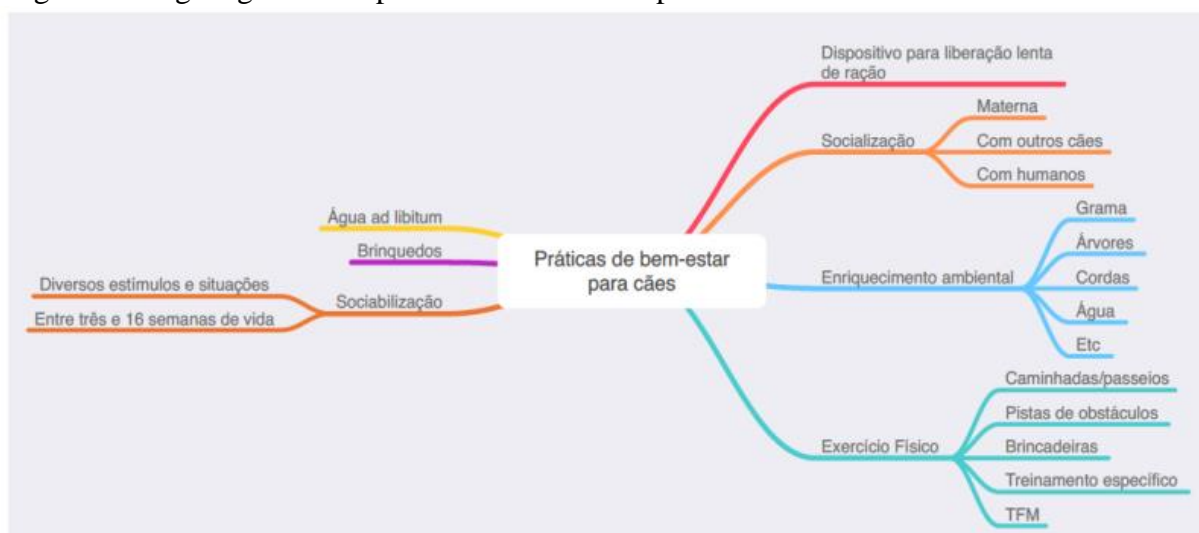 Dispositivo para liberação lenta
de ração
Socialização
Materna
Com outros cães
Com humanos
Água ad libitum
Brinquedos
Sociabilização
Diversos estimulos e situações
Entre três e 16 semanas de vida
Práticas de bem-estar
para cães
Enriquecimento ambiental
Grama
Árvores
Cordas
Água
Etc
Exercício Físico
Caminhadas/passeios
Pistas de obstáculos
Brincadeiras
Treinamento específico
TFM